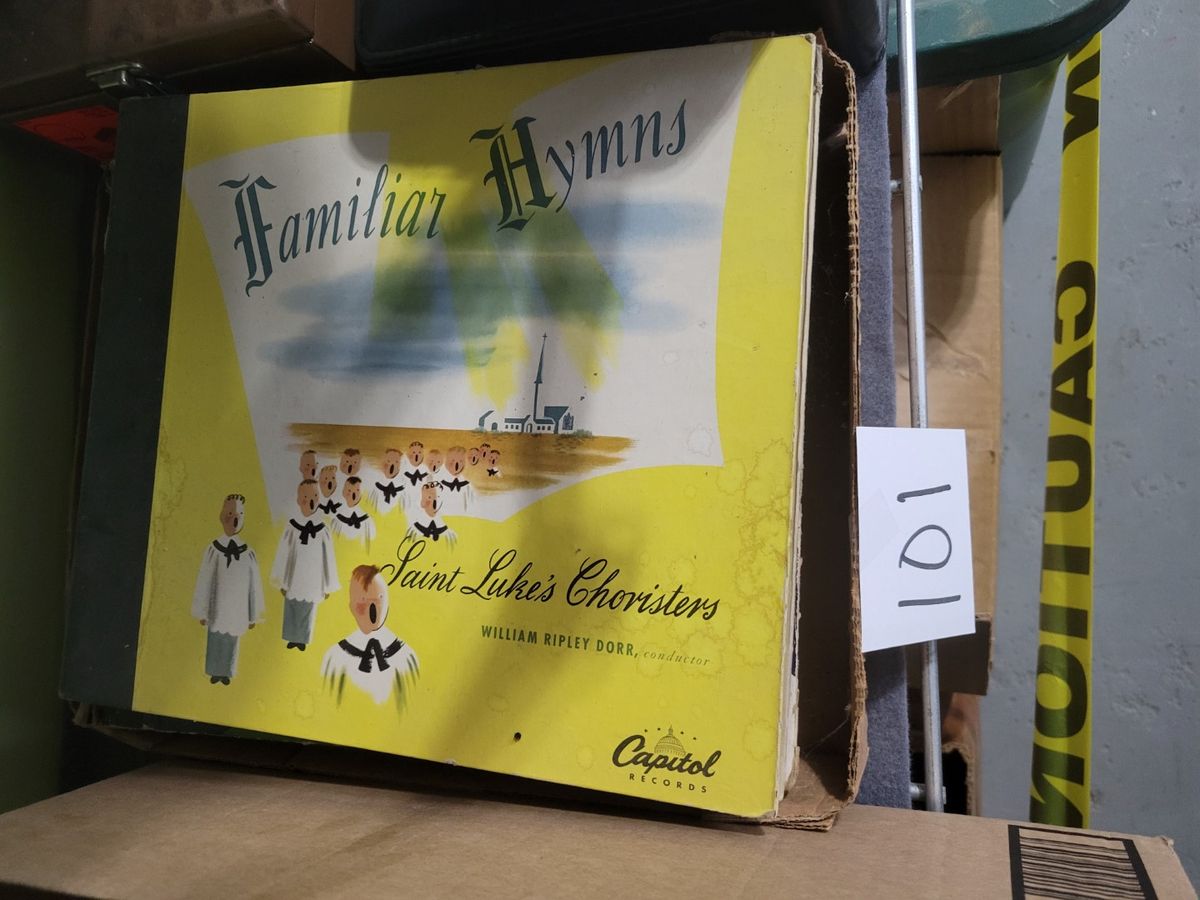 Familiar Hymns
Saint Luke's Choristers
WILLIAM RIPLEY DORR, conductor
Capitol
RECORDS
101
CAUTION